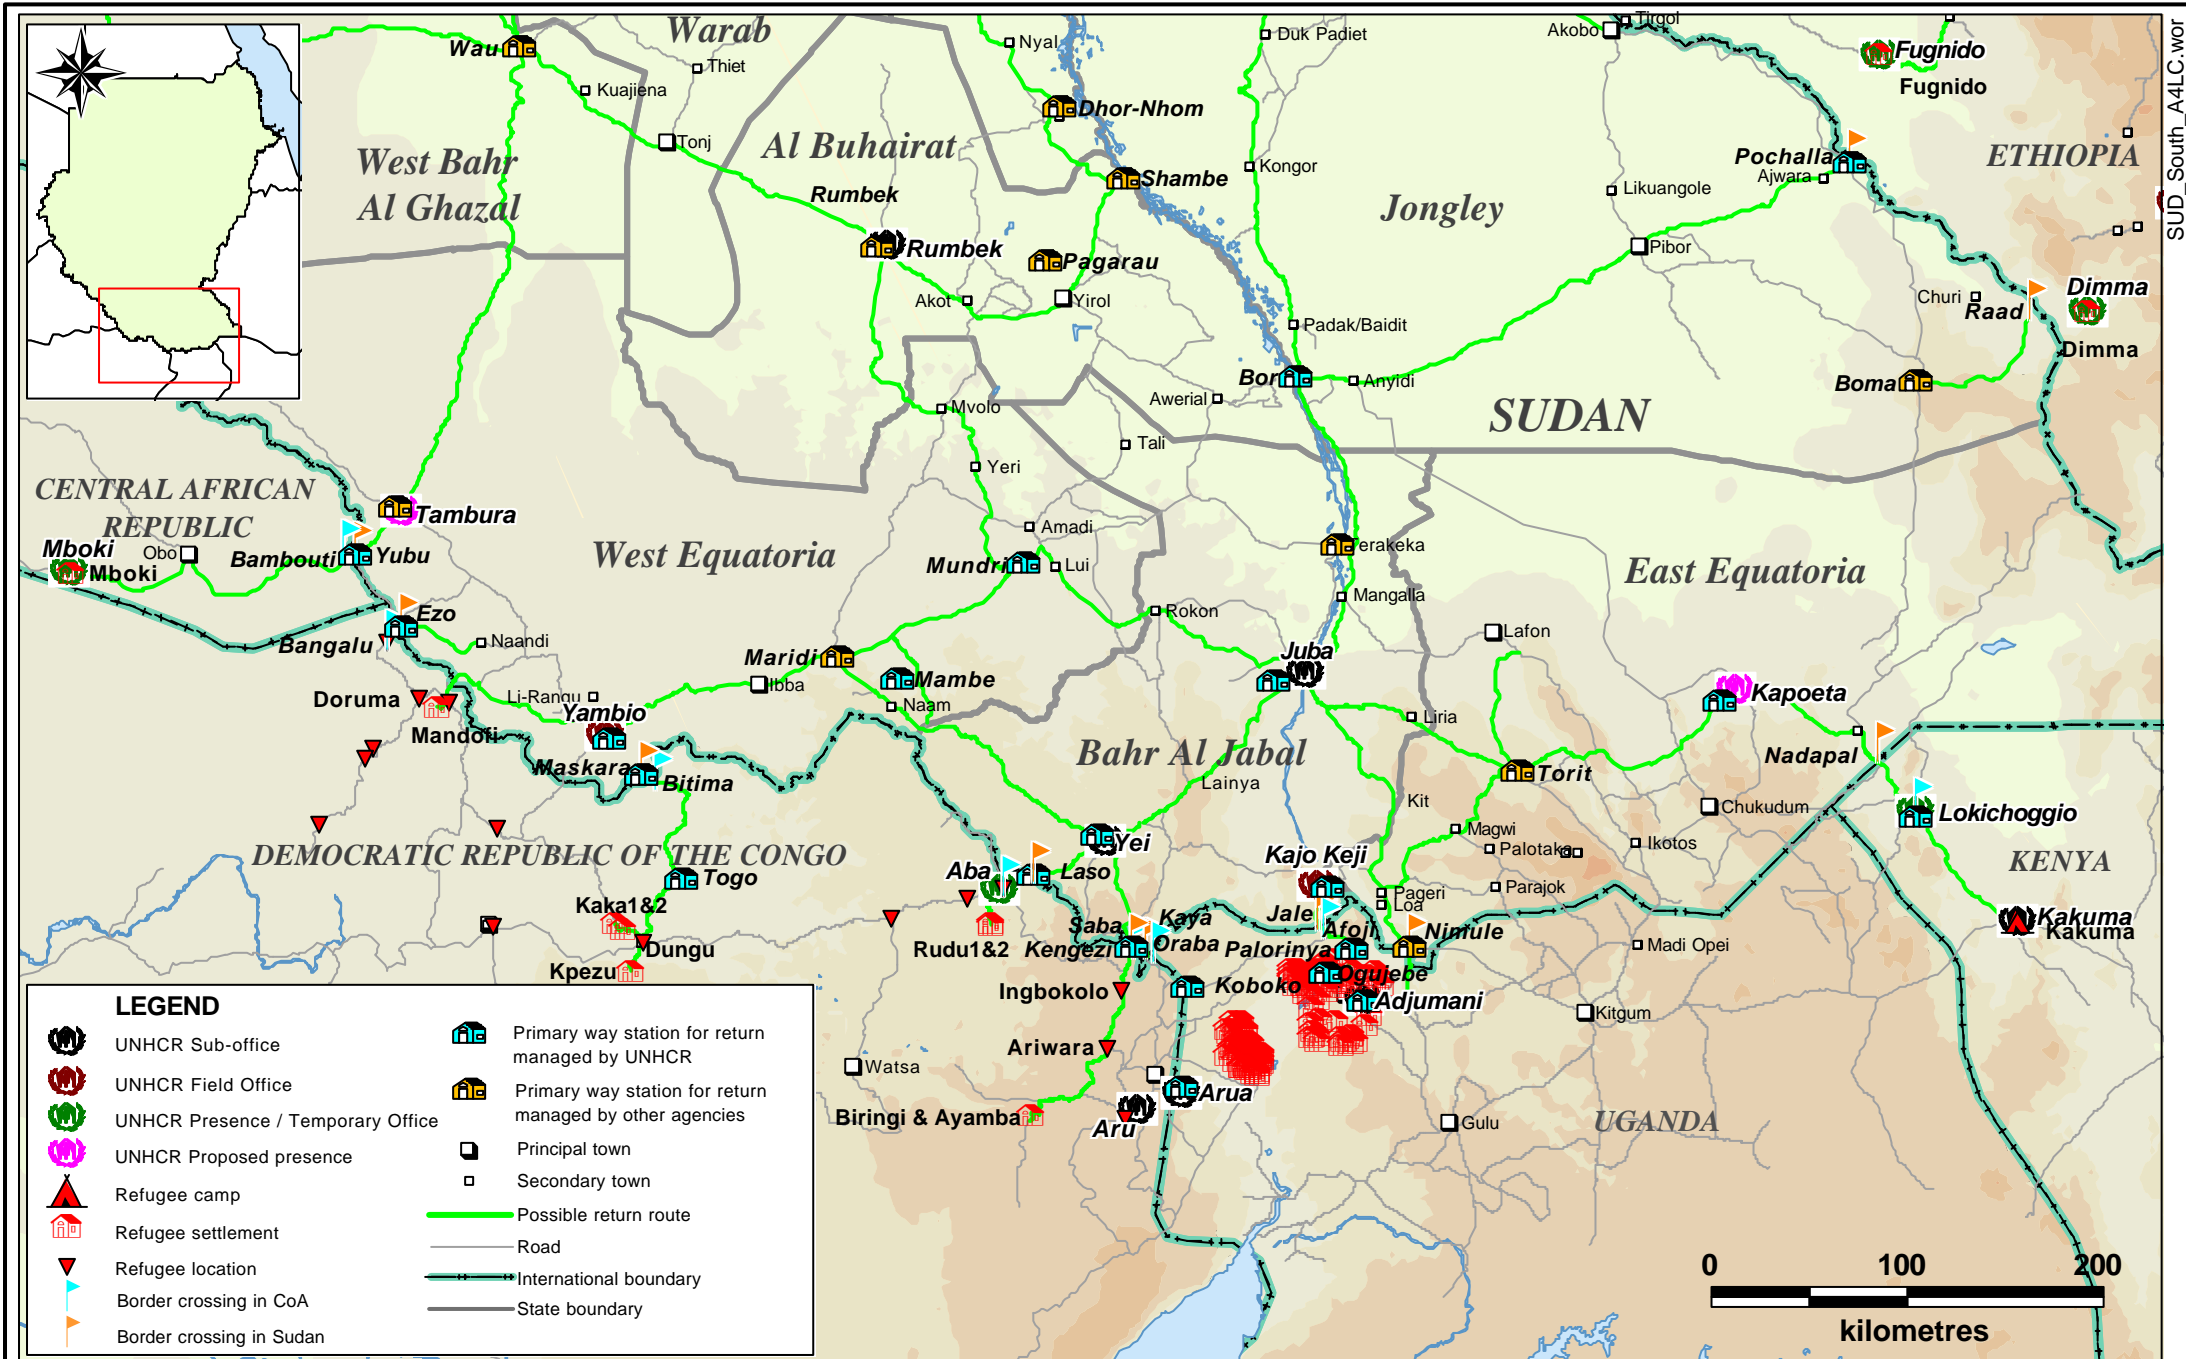 SUD_South_A4LC.wor
Wau
Warab
Thiet
Kuajiena
Tonj
Nyal
Dhor-Nhom
Duk Padiet
Akobo
Tirgol
Fugnido
Fugnido
West Bahr
Al Ghazal
Al Buhairat
Shambe
Kongor
Pochalla
Ajwara
ETHIOPIA
Rumbek
Rumbek
Pagarau
Jongley
Likuangole
Pibor
Akot
Yirol
Padak/Baidit
Churi
Raad
Dimma
Dimma
Bor
Anyidi
Boma
Mvolo
Awerial
SUDAN
Tali
Yeri
CENTRAL AFRICAN
REPUBLIC
Tambura
Amadi
Mboki
Mboki
Obo
Bambouti
Yubu
West Equatoria
Mundri
Lui
Terakeka
East Equatoria
Ezo
Bangalu
Naandi
Rokon
Mangalla
Lafon
Maridi
Ibba
Mambe
Naam
Juba
Doruma
Mandofi
Li-Rangu
Yambio
Liria
Kapoeta
Maskara
Bitima
Bahr Al Jabal
Lainya
Torit
Nadapal
Kit
Chukudum
Lokichoggio
DEMOCRATIC REPUBLIC OF THE CONGO
Togo
Yei
Magwi
Palotaka
Ikotos
KENYA
Aba
Laso
Kajo Keji
Pageri
Loa
Parajok
Kaka1&2
Dungu
Kpezu
Rudu1&2
Saba
Kaya
Kengezi
Oraba
Jale
Afoji
Nimule
Palorinya
Ogujebe
Madi Opei
Kakuma
Kakuma
Ingbokolo
Koboko
Adjumani
Kitgum
Ariwara
Watsa
Biringi & Ayamba
Aru
Arua
Gulu
UGANDA
LEGEND
UNHCR Sub-office
UNHCR Field Office
UNHCR Presence / Temporary Office
UNHCR Proposed presence
Refugee camp
Refugee settlement
Refugee location
Border crossing in CoA
Border crossing in Sudan
Primary way station for return
managed by UNHCR
Primary way station for return
managed by other agencies
Principal town
Secondary town
Possible return route
Road
International boundary
State boundary
0 100 200
kilometres